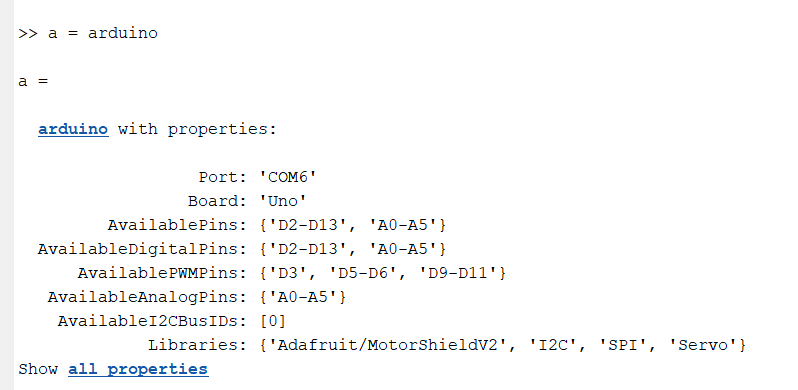 >> a = arduino
a =
arduino with properties:
Port: 'COM6'
Board: 'Uno'
AvailablePins: {'D2-D13', 'A0-A5'}
AvailableDigitalPins: {'D2-D13', 'A0-A5'}
AvailablePWMPins: {'D3', 'D5-D6', 'D9-D11'}
AvailableAnalogPins: {'A0-A5'}
AvailableI2CBusIDs: [0]
Libraries: {'Adafruit/MotorShieldV2', 'I2C', 'SPI', 'Servo'}
Show all properties